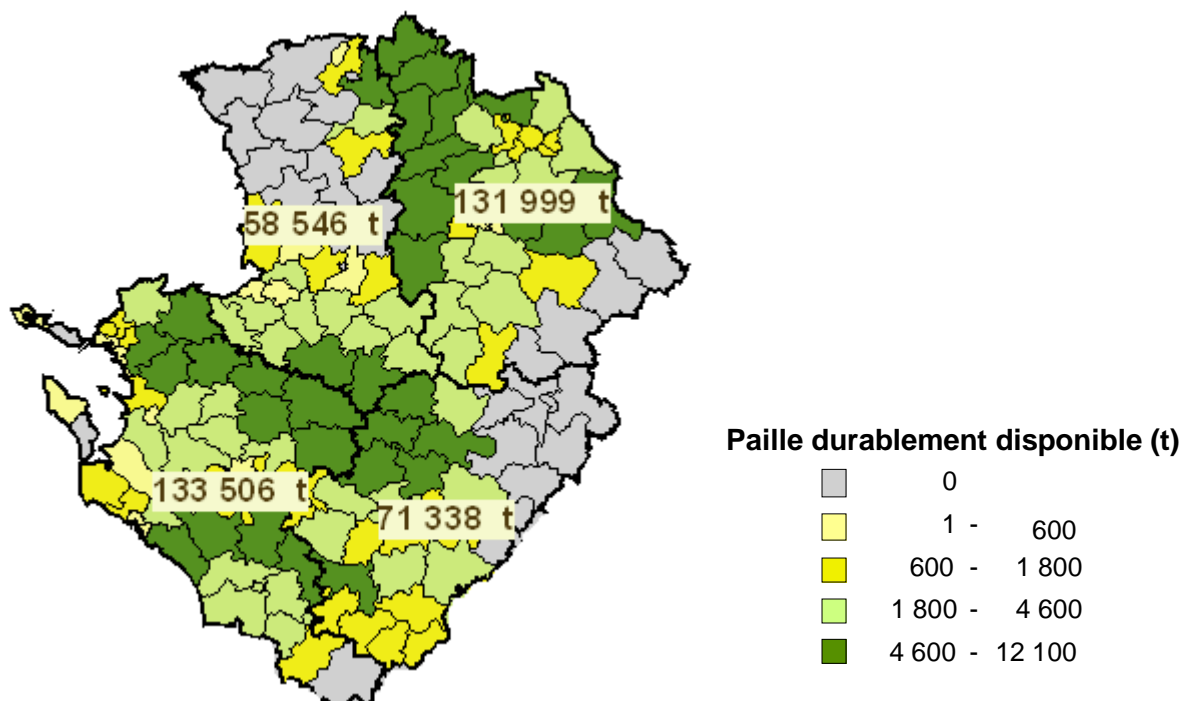 131 999 t
58 546 t
133 506 t
71 338 t
Paille durablement disponible (t)
0
1 - 600
600 - 1 800
1 800 - 4 600
4 600 - 12 100